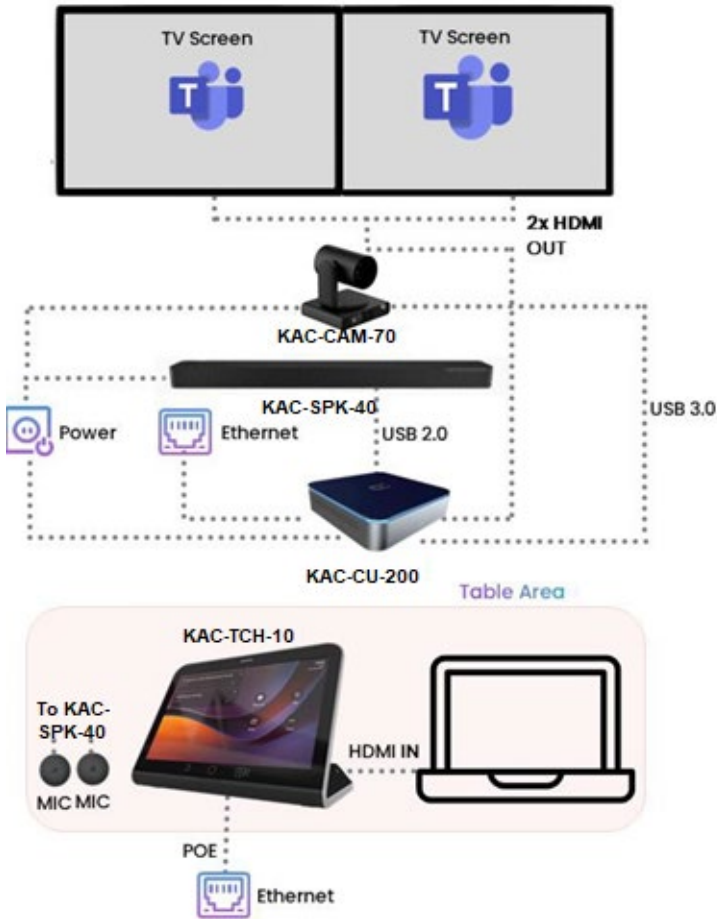 TV Screen
TV Screen
T
T
2x HDMI
OUT
KAC-CAM-70
KAC-SPK-40
Power
Ethernet
USB 2.0
USB 3.0
KAC-CU-200
Table Area
KAC-TCH-10
To KAC-
SPK-40
HDMI IN
MIC MIC
POE
Ethernet